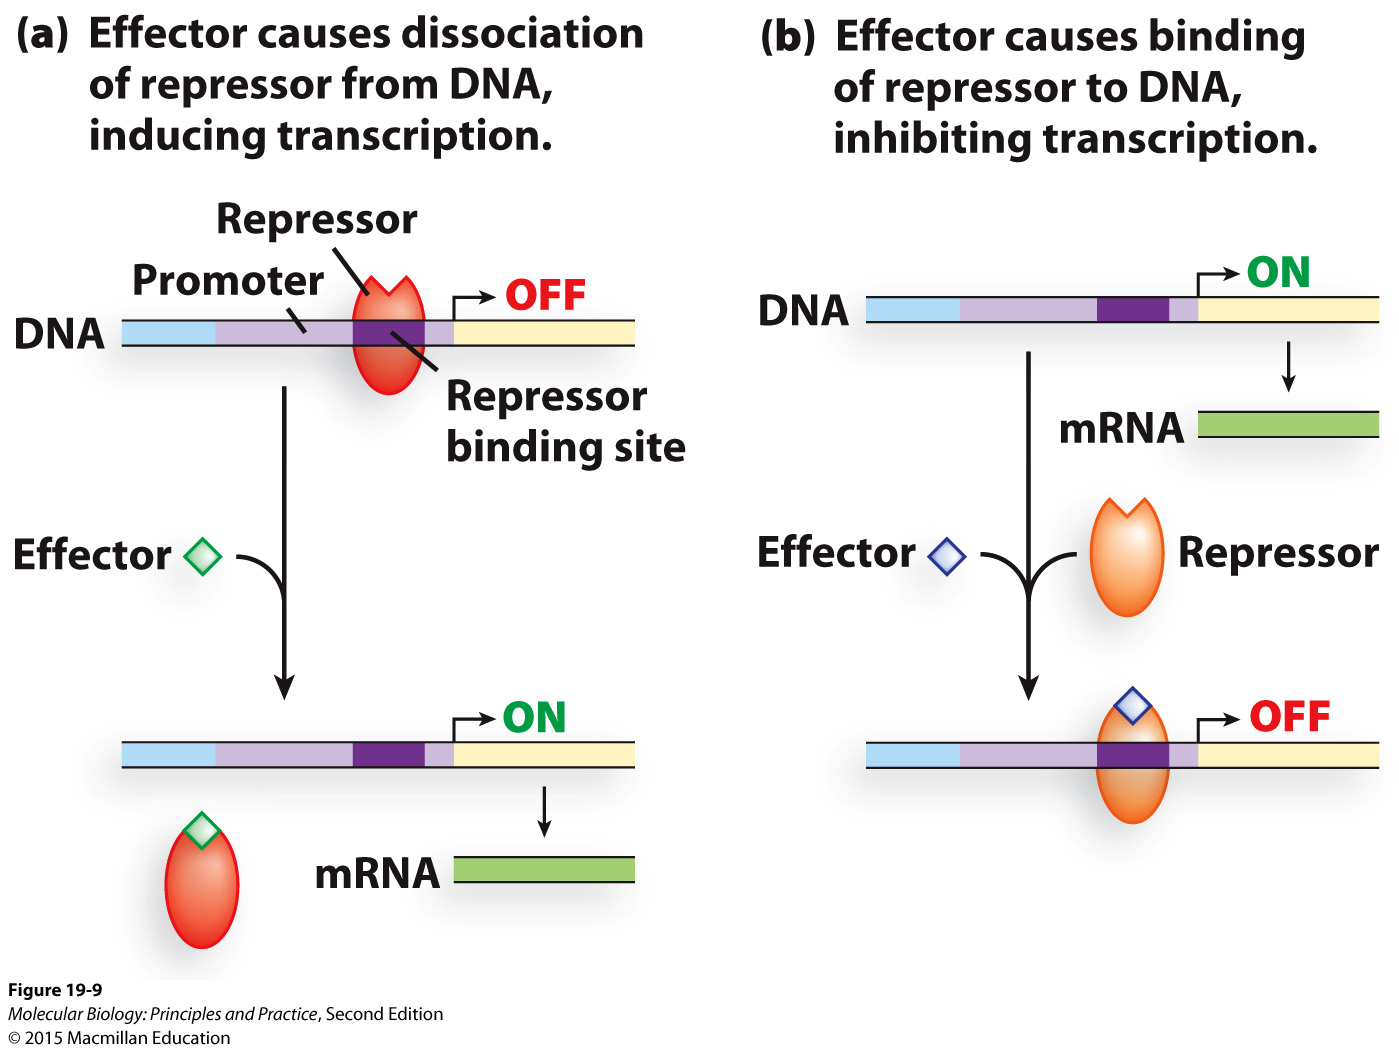 (a) Effector causes dissociation
of repressor from DNA,
inducing transcription.
Repressor
Promoter
OFF
DNA
Repressor
binding site
Effector
ON
mRNA
(b) Effector causes binding
of repressor to DNA,
inhibiting transcription.
ON
DNA
mRNA
Effector
Repressor
OFF
Figure 19-9
Molecular Biology: Principles and Practice, Second Edition
© 2015 Macmillan Education